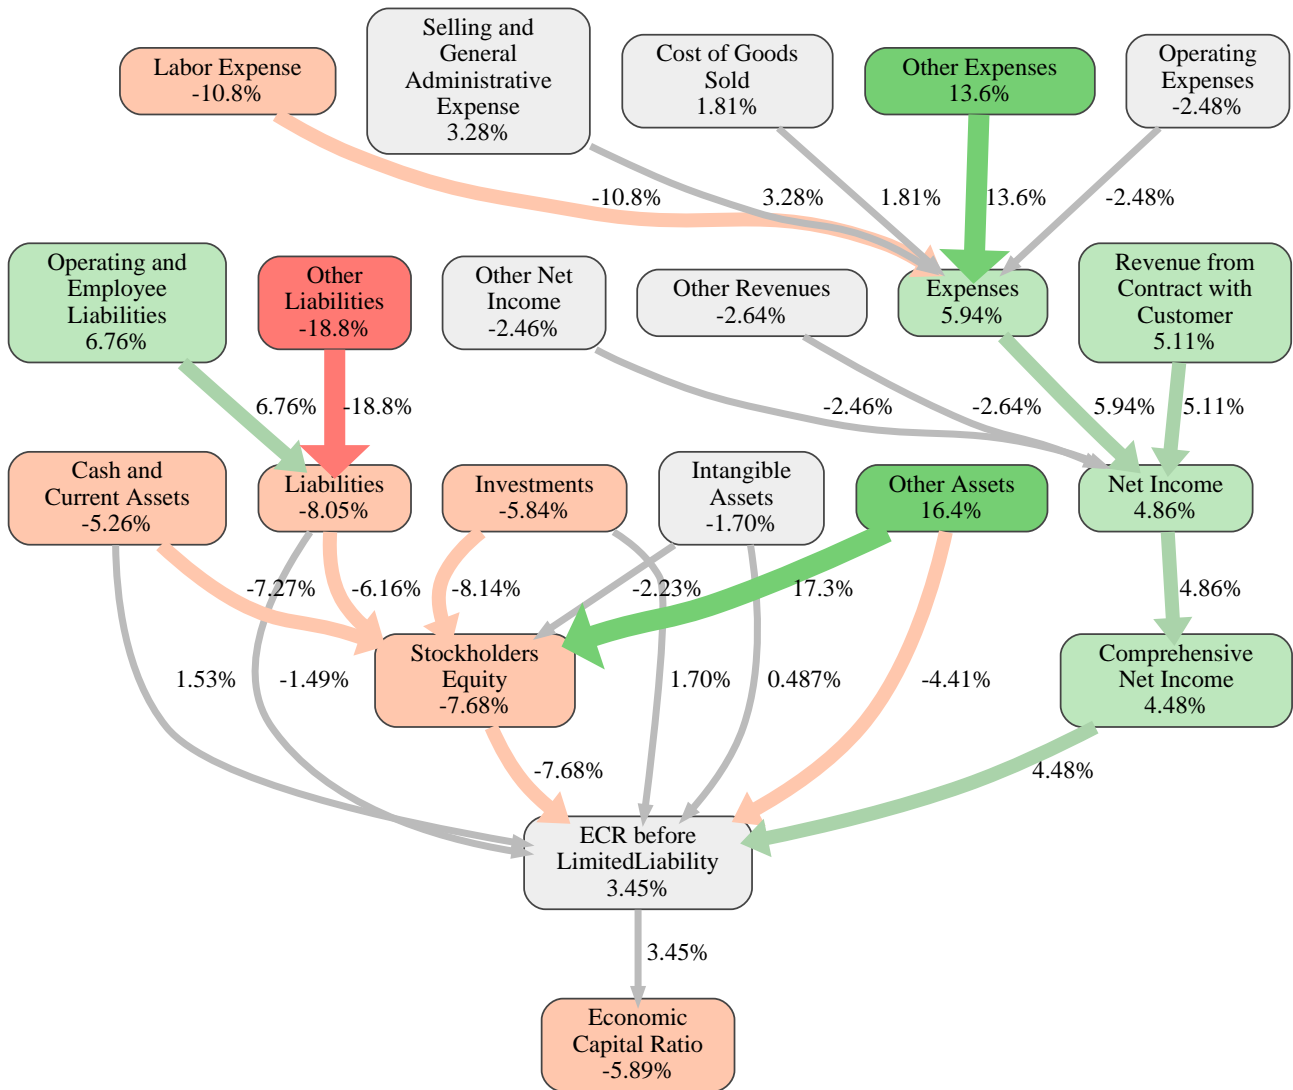 Labor Expense
-10.8%
Selling and
General
Administrative
Expense
3.28%
Cost of Goods
Sold
1.81%
Other Expenses
13.6%
Operating
Expenses
-2.48%
-10.8%
3.28%
1.81%
13.6%
-2.48%
Operating and
Employee
Liabilities
6.76%
Other
Liabilities
-18.8%
Other Net
Income
-2.46%
Other Revenues
-2.64%
Expenses
5.94%
Revenue from
Contract with
Customer
5.11%
6.76%
-18.8%
-2.46%
-2.64%
5.94%
5.11%
Cash and
Current Assets
-5.26%
Liabilities
-8.05%
Investments
-5.84%
Intangible
Assets
-1.70%
Other Assets
16.4%
Net Income
4.86%
-7.27%
-6.16%
-8.14%
-2.23%
17.3%
4.86%
Stockholders
Equity
-7.68%
Comprehensive
Net Income
4.48%
1.53%
-1.49%
1.70%
0.487%
-4.41%
-7.68%
4.48%
ECR before
LimitedLiability
3.45%
3.45%
Economic
Capital Ratio
-5.89%